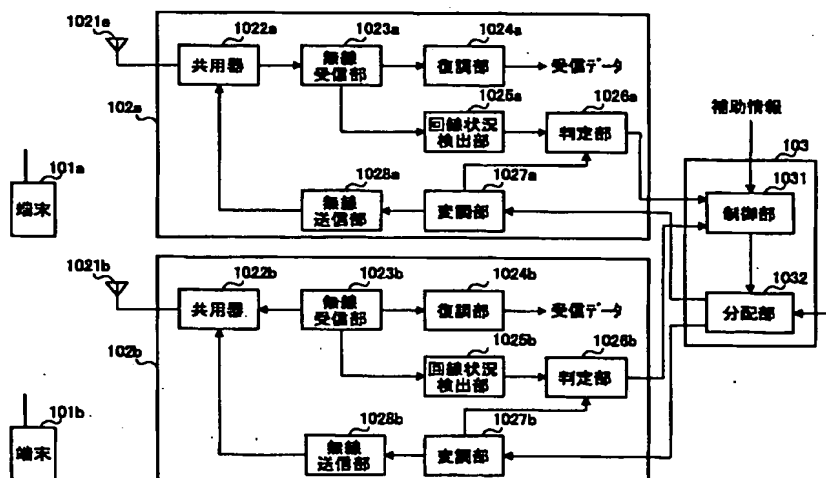 1021a
1022a
共用器
1023a
無線
受信部
1024a
復調部
受信データ
102a
1025a
回線状況
検出部
1026a
判定部
補助情報
103
1031
制御部
101a
端末
1028a
無線
送信部
1027a
変調部
1021b
1022b
共用器
1023b
無線
受信部
1024b
復調部
受信データ
1032
分配部
102b
1025b
回線状況
検出部
1026b
判定部
101b
端末
1028b
無線
送信部
1027b
変調部